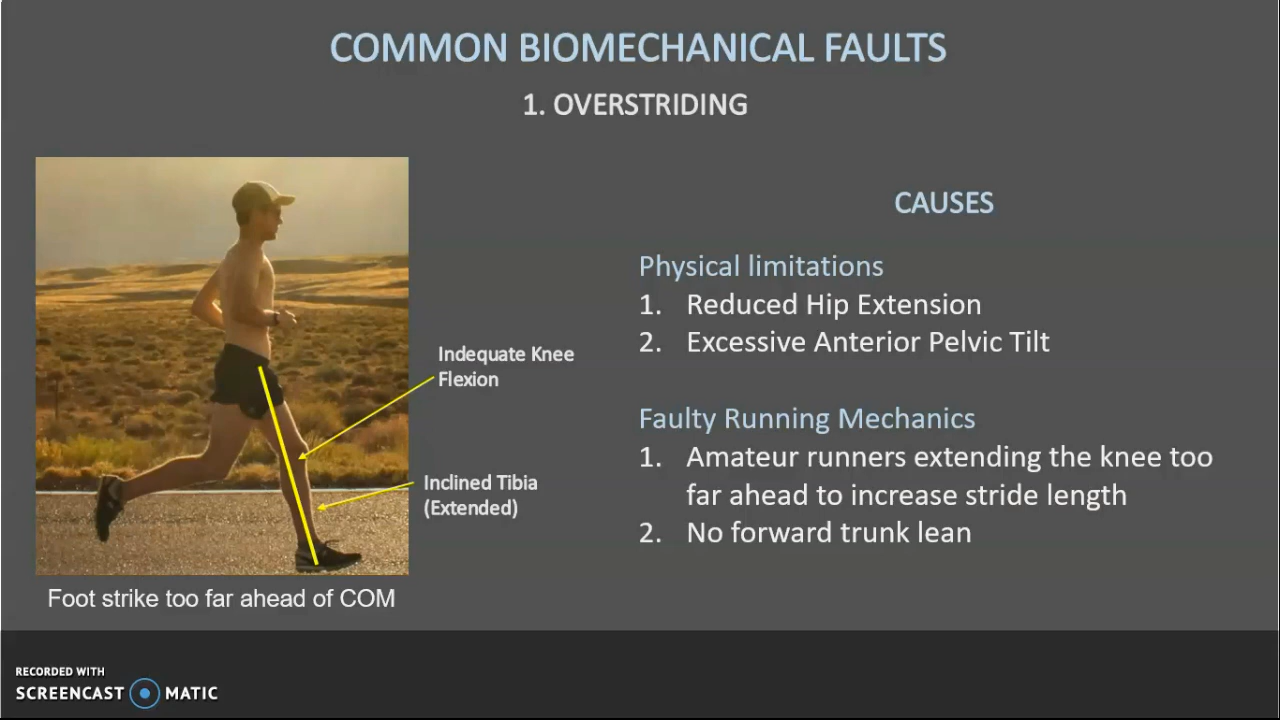 COMMON BIOMECHANICAL FAULTS
1. OVERSTRIDING
CAUSES
Physical limitations
1. Reduced Hip Extension
2. Excessive Anterior Pelvic Tilt
Indequate Knee
Flexion
Faulty Running Mechanics
1. Amateur runners extending the knee too
far ahead to increase stride length
2. No forward trunk lean
Inclined Tibia
(Extended)
Foot strike too far ahead of COM
RECORDED WITH
SCREENCAST MATIC